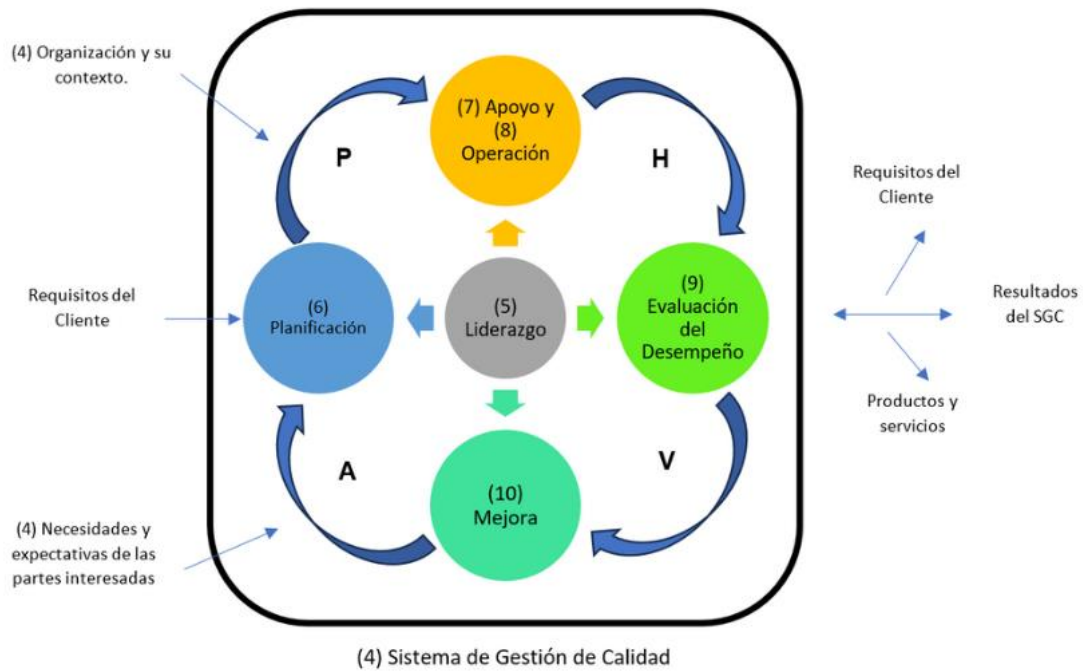 (4) Organización y su
contexto.
(7) Apoyo y
(8)
Operación
P
H
Requisitos del
Cliente
Requisitos del
Cliente
(6)
Planificación
(5)
Liderazgo
(9)
Evaluación
del
Desempeño
Resultados
del SGC
Productos y
servicios
A
V
(10)
Mejora
(4) Necesidades y
expectativas de las
partes interesadas
(4) Sistema de Gestión de Calidad